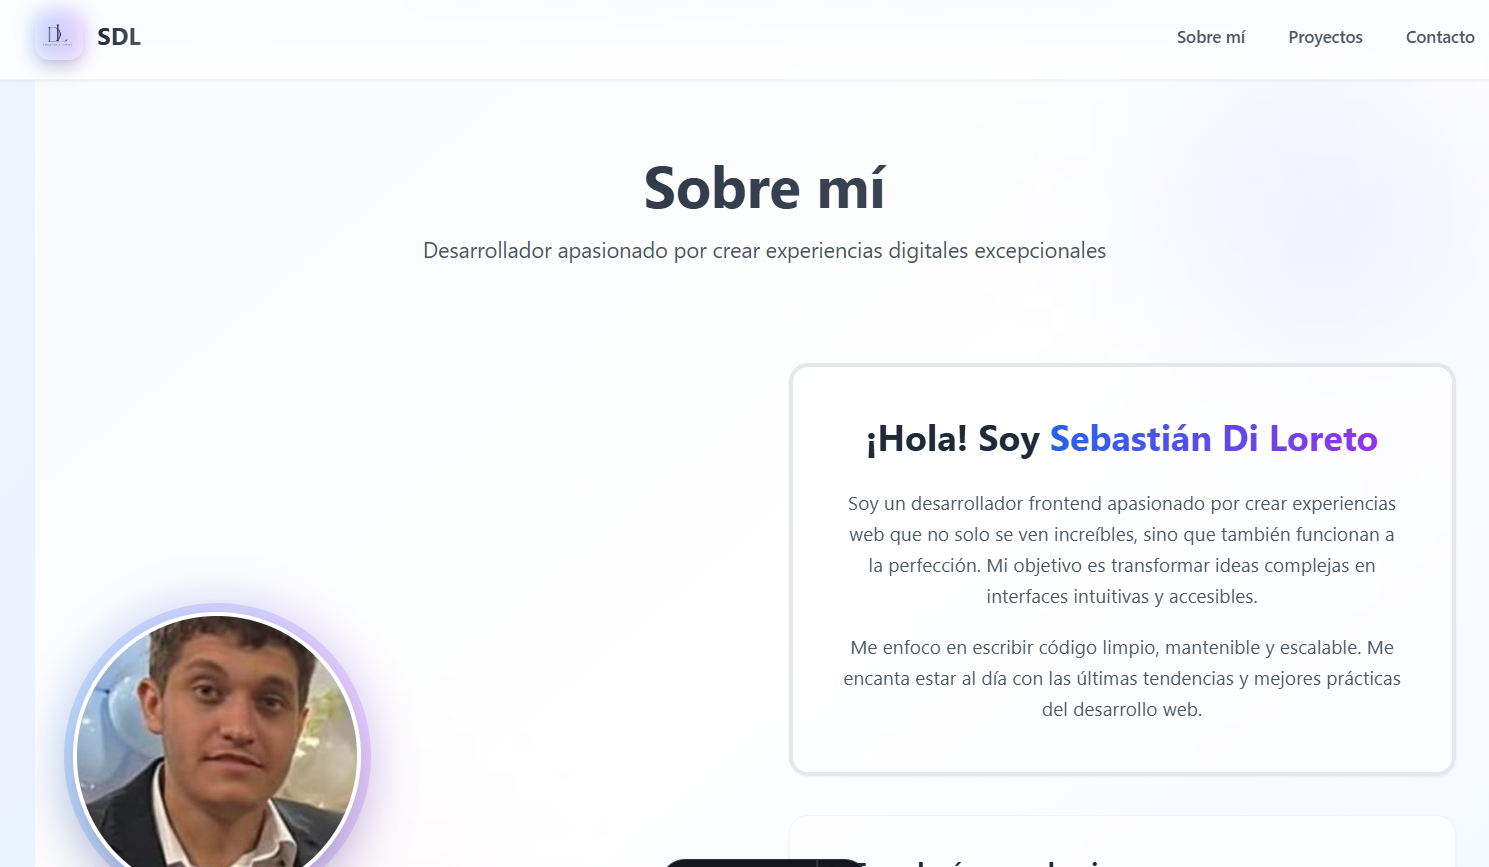 SDL
Sobre mí
Proyectos
Contacto
Sobre mí
Desarrollador apasionado por crear experiencias digitales excepcionales
¡Hola! Soy Sebastián Di Loreto
Soy un desarrollador frontend apasionado por crear experiencias
web que no solo se ven increíbles, sino que también funcionan a
la perfección. Mi objetivo es transformar ideas complejas en
interfaces intuitivas y accesibles.
Me enfoco en escribir código limpio, mantenible y escalable. Me
encanta estar al día con las últimas tendencias y mejores prácticas
del desarrollo web.